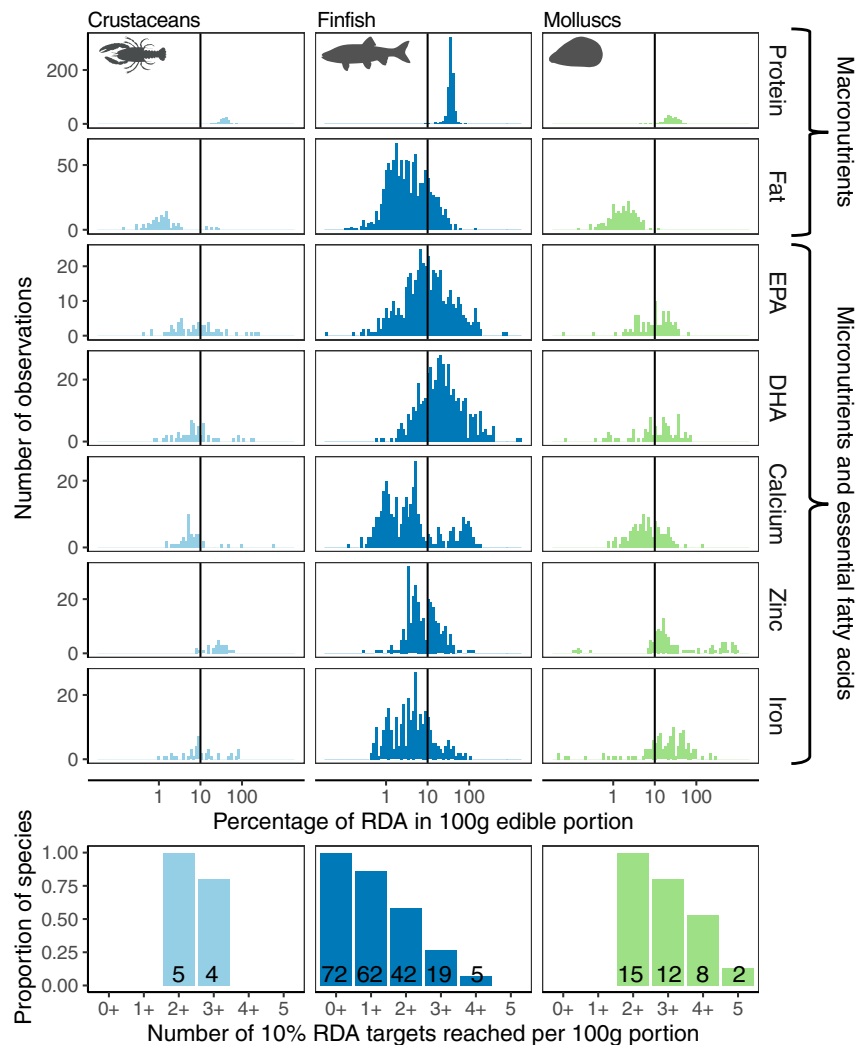 Crustaceans Finfish Molluscs
Number of observations
200
0
Protein
50
0
Fat
Macronutrients
20
10
0
EPA
20
0
DHA
20
0
Calcium
20
0
Zinc
20
0
Iron
Micronutrients and essential fatty acids
1 10 100 1 10 100 1 10 100
Percentage of RDA in 100g edible portion
Proportion of species
1.00
0.75
0.50
0.25
0.00
5 4 72 62 42 19 5 15 12 8 2
0+ 1+ 2+ 3+ 4+ 5 0+ 1+ 2+ 3+ 4+ 5 0+ 1+ 2+ 3+ 4+ 5
Number of 10% RDA targets reached per 100g portion